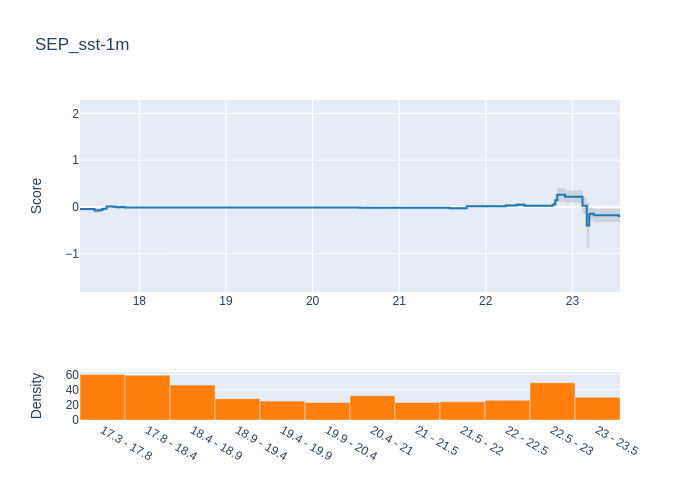 SEP_sst-1m
Score
2
1
0
−1
18
19
20
21
22
23
Density
60
40
20
0
17.3 - 17.8
17.8 - 18.4
18.4 - 18.9
18.9 - 19.4
19.4 - 19.9
19.9 - 20.4
20.4 - 21
21 - 21.5
21.5 - 22
22 - 22.5
22.5 - 23
23 - 23.5